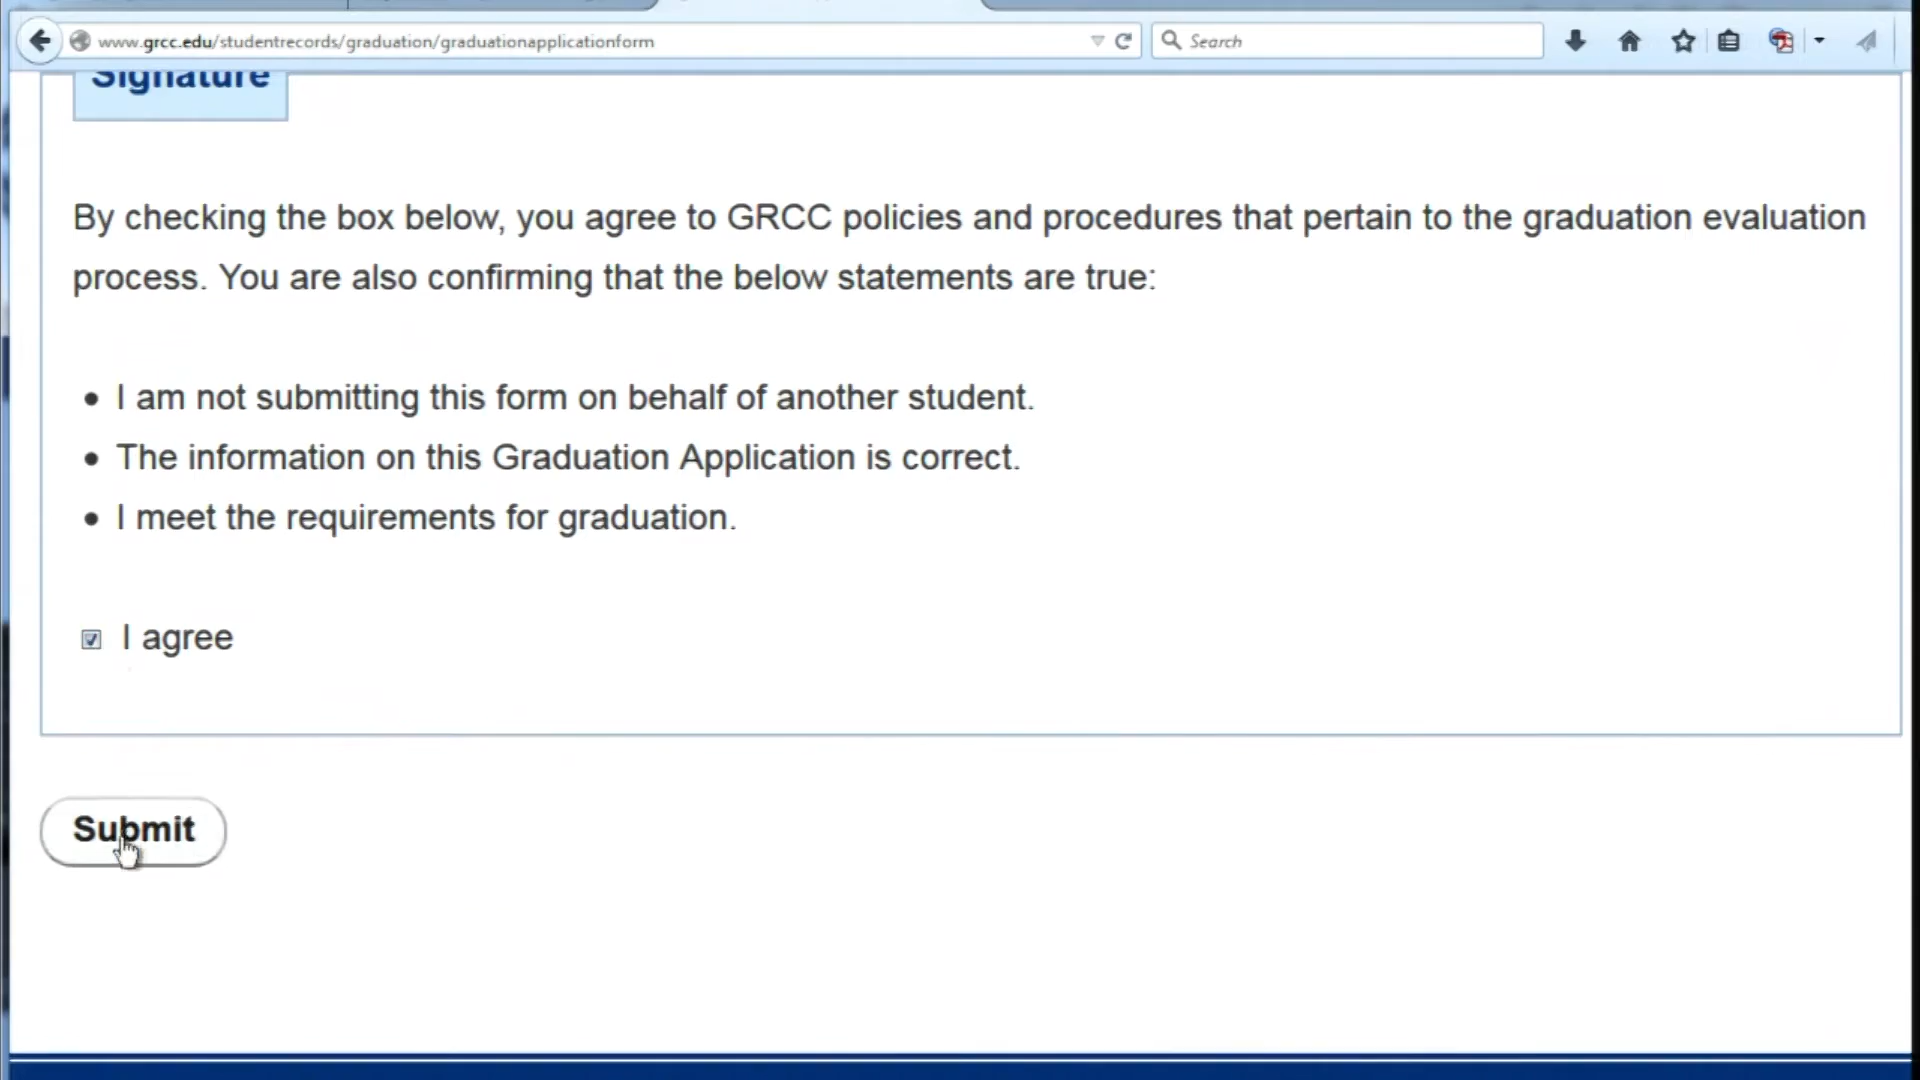 www.grcc.edu/studentrecords/graduation/graduationapplicationform
Search
Signature
By checking the box below, you agree to GRCC policies and procedures that pertain to the graduation evaluation
process. You are also confirming that the below statements are true:
• I am not submitting this form on behalf of another student.
• The information on this Graduation Application is correct.
• I meet the requirements for graduation.
I agree
Submit